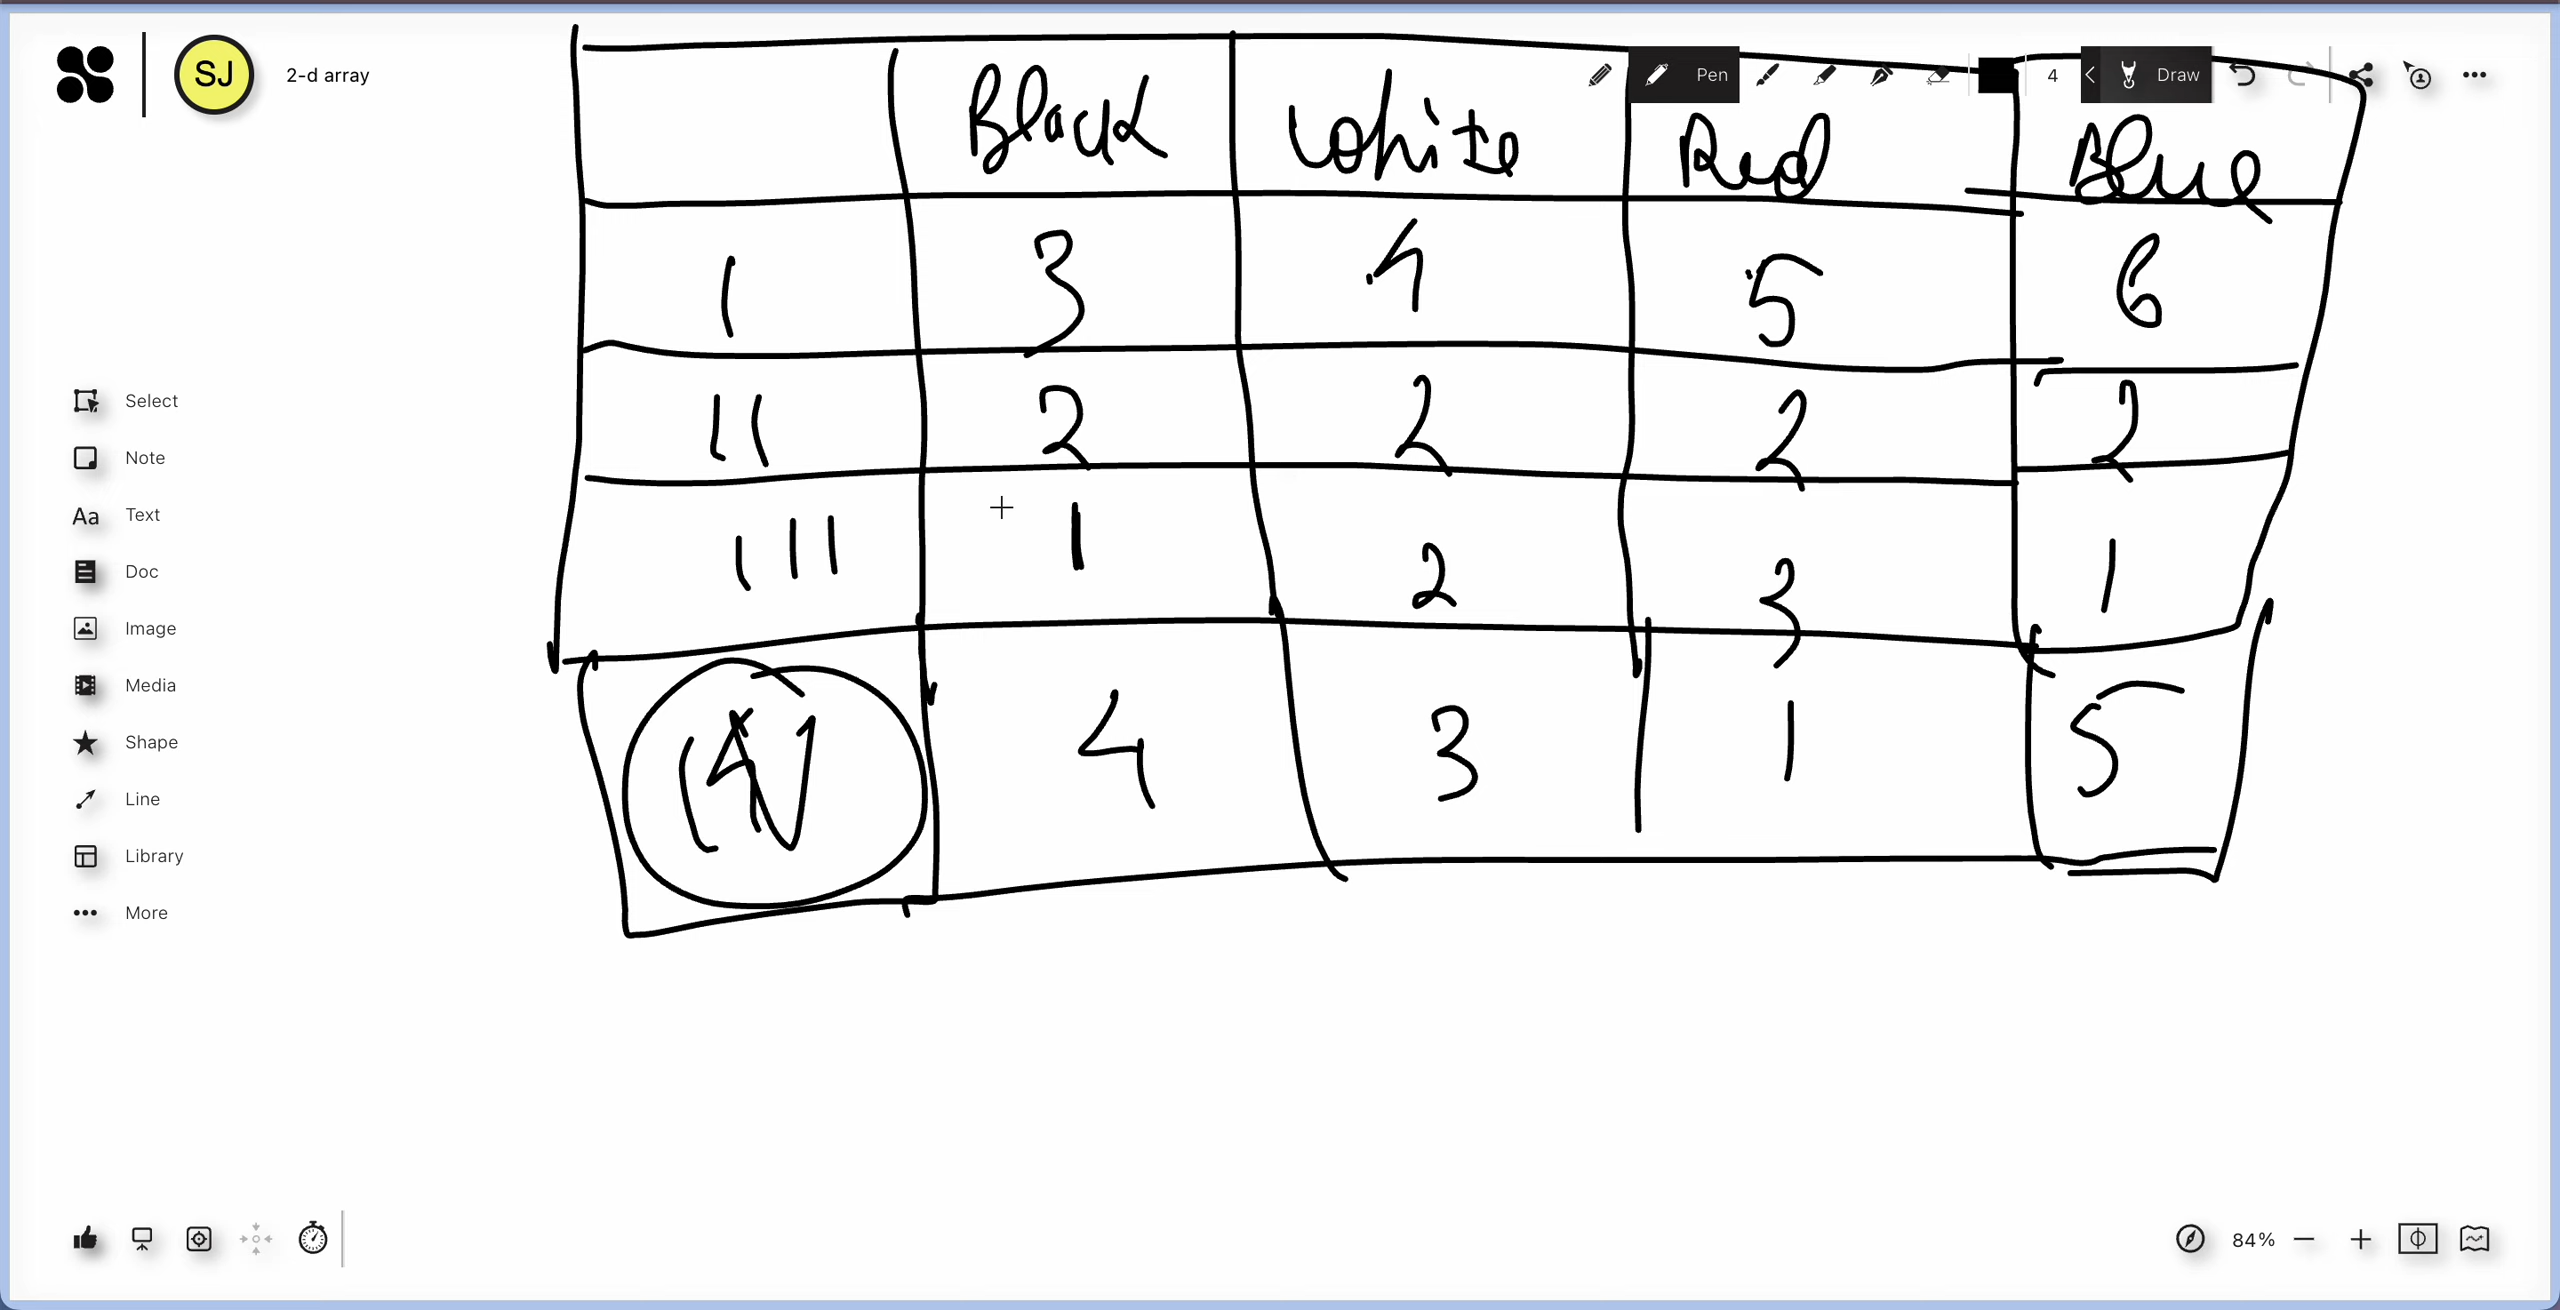 SJ 2-d array Pen 4 Draw
Black White Red Blue
I 3 4 5 6
II 2 2 2 2
III 1 2 3 1
4 3 1 5
Select
Note
Aa Text
Doc
Image
Media
Shape
Line
Library
More
84%